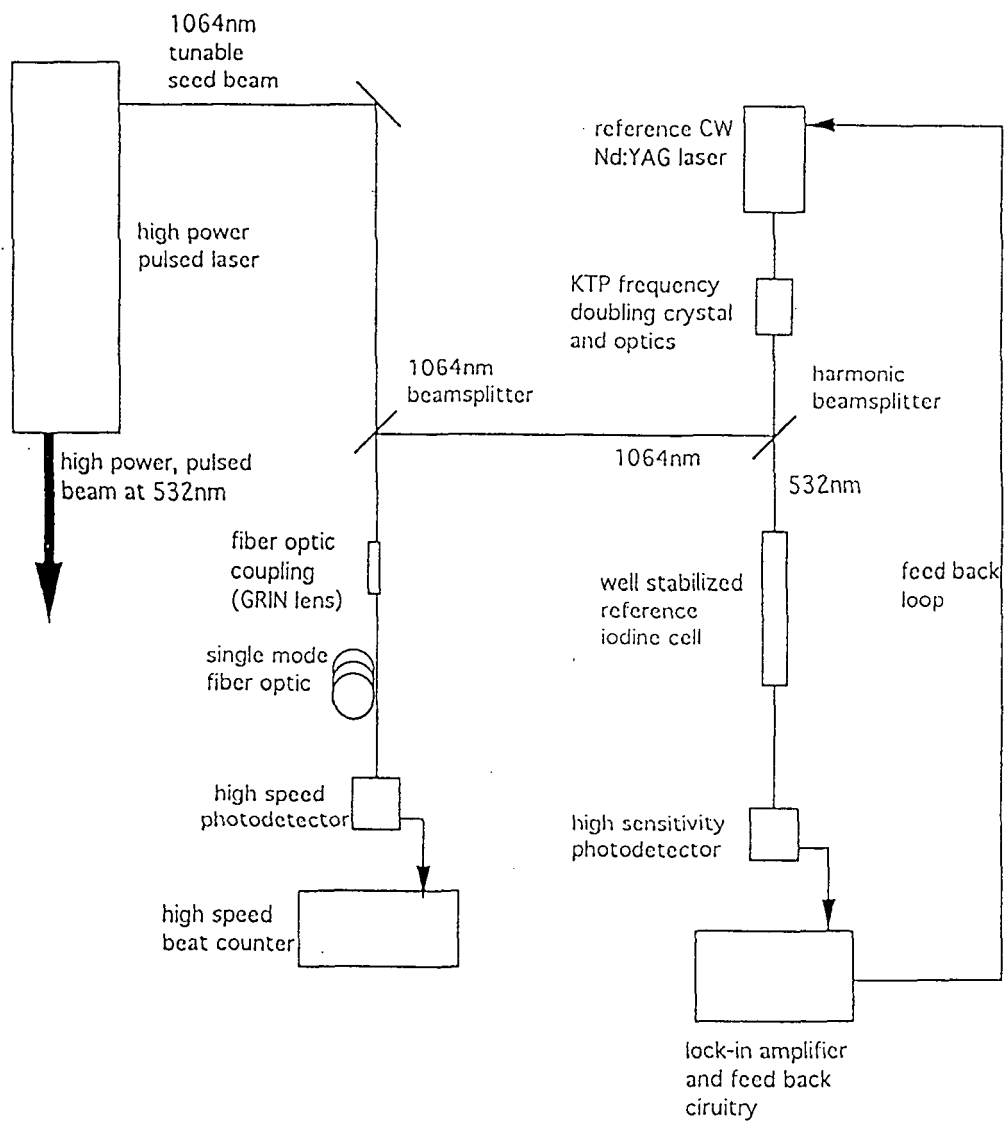 1064nm
tunable
seed beam
reference CW
Nd:YAG laser
high power
pulsed laser
KTP frequency
doubling crystal
and optics
1064nm
beamsplitter
harmonic
beamsplitter
1064nm
532nm
high power, pulsed
beam at 532nm
fiber optic
coupling
(GRIN lens)
well stabilized
reference
iodine cell
feed back
loop
single mode
fiber optic
high speed
photodetector
high sensitivity
photodetector
high speed
beat counter
lock-in amplifier
and feed back
ciruitry